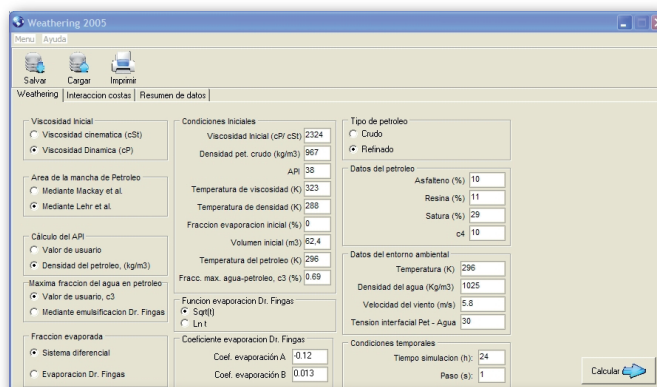 Weathering 2005
Menu Ayuda
Salvar Cargar Imprimir
Weathering Interaccion costas Resumen de datos
Viscosidad Inicial
Viscosidad cinematica (cSt)
Viscosidad Dinamica (cP)
Area de la mancha de Petroleo
Mediante Mackay et al.
Mediante Lehr et al.
Cálculo del API
Valor de usuario
Densidad del petroleo, (kg/m3)
Maxima fraccion del agua en petroleo
Valor de usuario, c3
Mediante emulsificacion Dr. Fingas
Fraccion evaporada
Sistema diferencial
Evaporacion Dr. Fingas
Condiciones Iniciales
Viscosidad Inicial (cP/ cSt) 2324
Densidad pet. crudo (kg/m3) 967
API 38
Temperatura de viscosidad (K) 323
Temperatura de densidad (K) 288
Fraccion evaporacion inicial (%) 0
Volumen inicial (m3) 62,4
Temperatura del petroleo (K) 296
Fracc. max. agua-petroleo, c3 (%) 0.69
Funcion evaporación Dr. Fingas
Sqrt(t)
Ln t
Coeficiente evaporación Dr. Fingas
Coef. evaporación A -0.12
Coef. evaporación B 0.013
Tipo de petroleo
Crudo
Refinado
Datos del petroleo
Asfalteno (%) 10
Resina (%) 11
Satura (%) 29
c4 10
Datos del entorno ambiental
Temperatura (K) 296
Densidad del agua (Kg/m3) 1025
Velocidad del viento (m/s) 5.8
Tension interfacial Pet - Agua 30
Condiciones temporales
Tiempo simulacion (h): 24
Paso (s): 1
Calcular